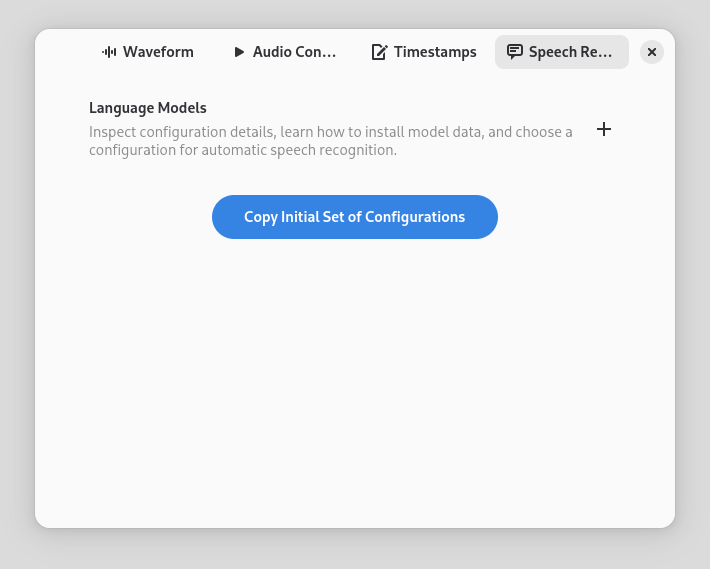 Waveform
Audio Con…
Timestamps
Speech Re…
Language Models
Inspect configuration details, learn how to install model data, and choose a
configuration for automatic speech recognition.
Copy Initial Set of Configurations